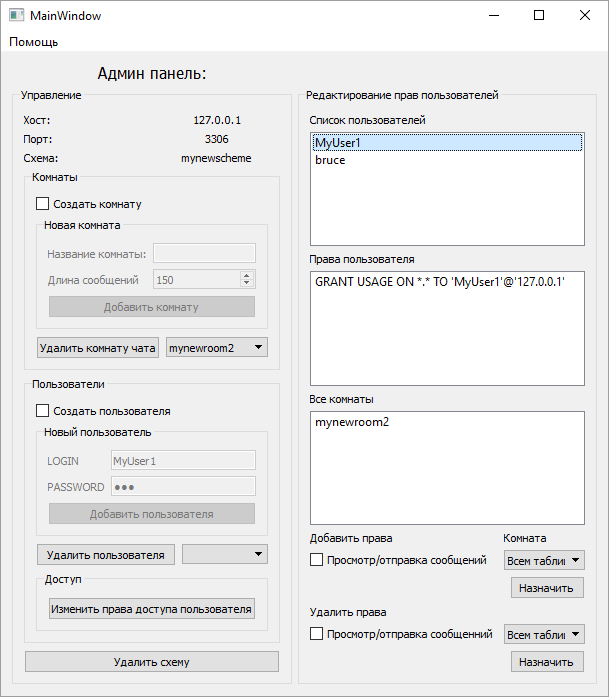 MainWindow
Помощь
Админ панель:
Управление
Хост: 127.0.0.1
Порт: 3306
Схема: mynewscheme
Комнаты
Создать комнату
Новая комната
Название комнаты:
Длина сообщений 150
Добавить комнату
Удалить комнату чата mynewroom2
Пользователи
Создать пользователя
Новый пользователь
LOGIN MyUser1
PASSWORD ●●●
Добавить пользователя
Удалить пользователя
Доступ
Изменить права доступа пользователя
Удалить схему
Редактирование прав пользователей
Список пользователей
MyUser1
bruce
Права пользователя
GRANT USAGE ON *.* TO 'MyUser1'@'127.0.0.1'
Все комнаты
mynewroom2
Добавить права Комната
Просмотр/отправка сообщений Всем табли
Назначить
Удалить права
Просмотр/отправка сообщенний Всем табли
Назначить